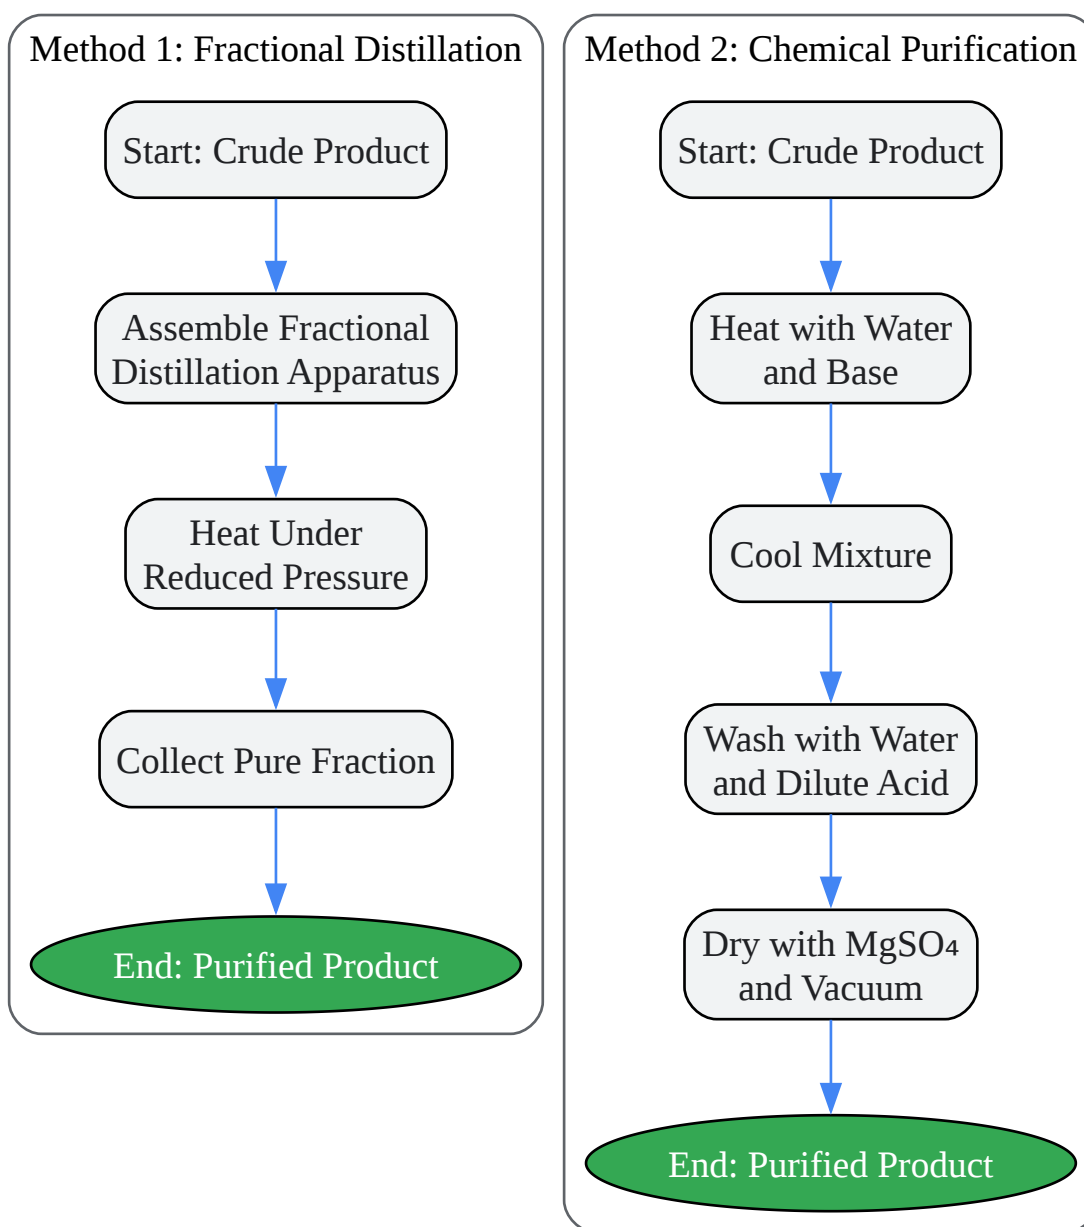 Method 1: Fractional Distillation
Start: Crude Product
Assemble Fractional
Distillation Apparatus
Heat Under
Reduced Pressure
Collect Pure Fraction
End: Purified Product
Method 2: Chemical Purification
Start: Crude Product
Heat with Water
and Base
Cool Mixture
Wash with Water
and Dilute Acid
Dry with MgSO₄
and Vacuum
End: Purified Product